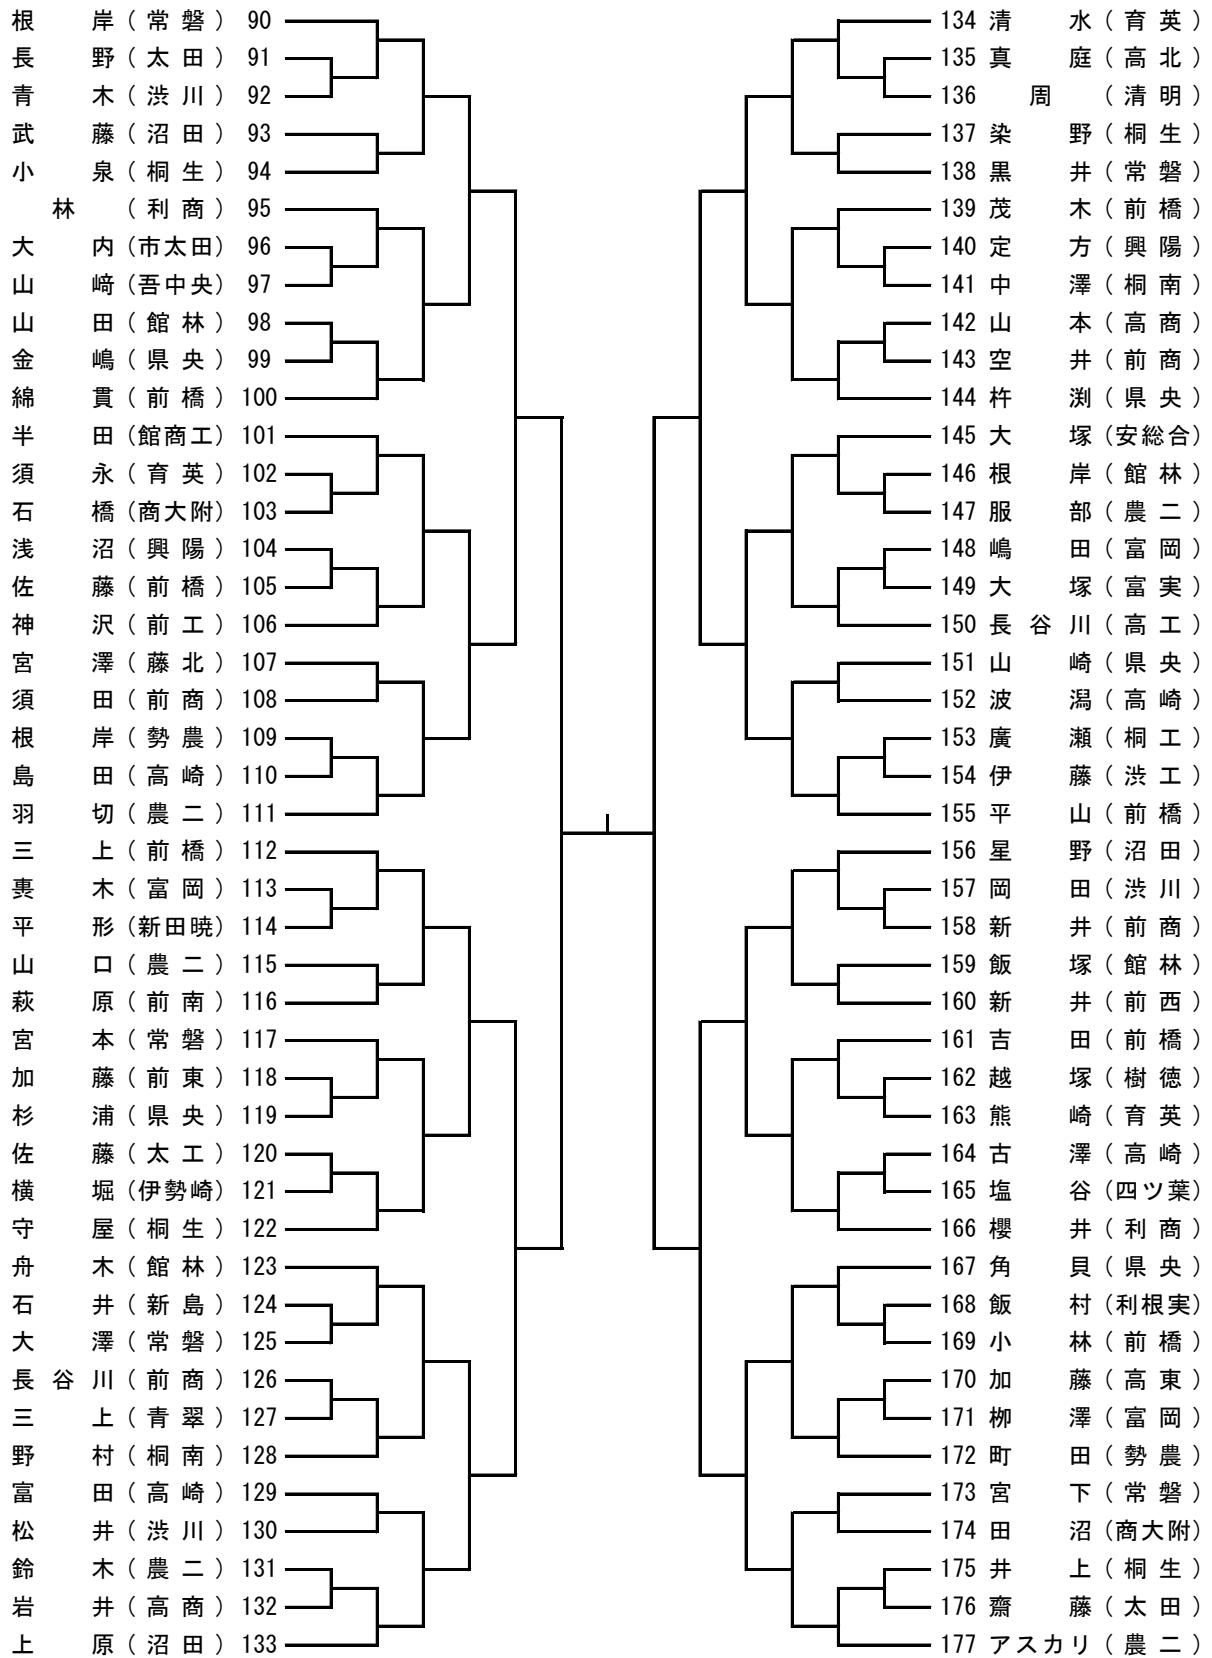 根岸（常磐）90
長野（太田）91
青木（渋川）92
武藤（沼田）93
小泉（桐生）94
林（利商）95
大内（市太田）96
山﨑（吾中央）97
山田（館林）98
金嶋（県央）99
綿貫（前橋）100
半田（館商工）101
須永（育英）102
石橋（商大附）103
浅沼（興陽）104
佐藤（前橋）105
神沢（前工）106
宮澤（藤北）107
須田（前商）108
根岸（勢農）109
島田（高崎）110
羽切（農二）111
三上（前橋）112
木（富岡）113
平形（新田暁）114
山口（農二）115
萩原（前南）116
宮本（常磐）117
加藤（前東）118
杉浦（県央）119
佐藤（太工）120
横堀（伊勢崎）121
守屋（桐生）122
舟木（館林）123
石井（新島）124
大澤（常磐）125
長谷川（前商）126
三上（青翠）127
野村（桐南）128
富田（高崎）129
松井（渋川）130
鈴木（農二）131
岩井（高商）132
上原（沼田）133
134 清水（育英）
135 真庭（高北）
136 周（清明）
137 染野（桐生）
138 黒井（常磐）
139 茂木（前橋）
140 定方（興陽）
141 中澤（桐南）
142 山本（高商）
143 空井（前商）
144 杵渕（県央）
145 大塚（安総合）
146 根岸（館林）
147 服部（農二）
148 嶋田（富岡）
149 大塚（富実）
150 長谷川（高工）
151 山崎（県央）
152 波潟（高崎）
153 廣瀬（桐工）
154 伊藤（渋工）
155 平山（前橋）
156 星野（沼田）
157 岡田（渋川）
158 新井（前商）
159 飯塚（館林）
160 新井（前西）
161 吉田（前橋）
162 越塚（樹徳）
163 熊崎（育英）
164 古澤（高崎）
165 塩谷（四ツ葉）
166 櫻井（利商）
167 角貝（県央）
168 飯村（利根実）
169 小林（前橋）
170 加藤（高東）
171 栁澤（富岡）
172 町田（勢農）
173 宮下（常磐）
174 田沼（商大附）
175 井上（桐生）
176 齋藤（太田）
177 アスカリ（農二）